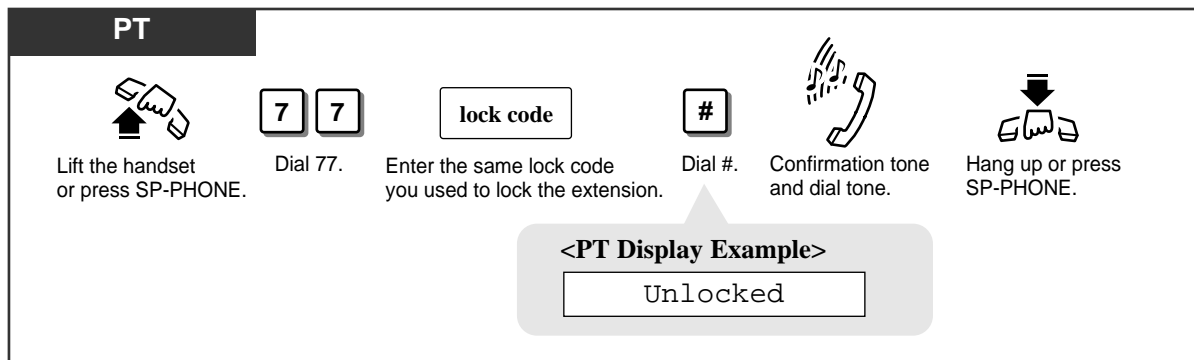 PT
7 7
lock code
#
Lift the handset
or press SP-PHONE.
Dial 77.
Enter the same lock code
you used to lock the extension.
Dial #.
Confirmation tone
and dial tone.
Hang up or press
SP-PHONE.
<PT Display Example>
Unlocked